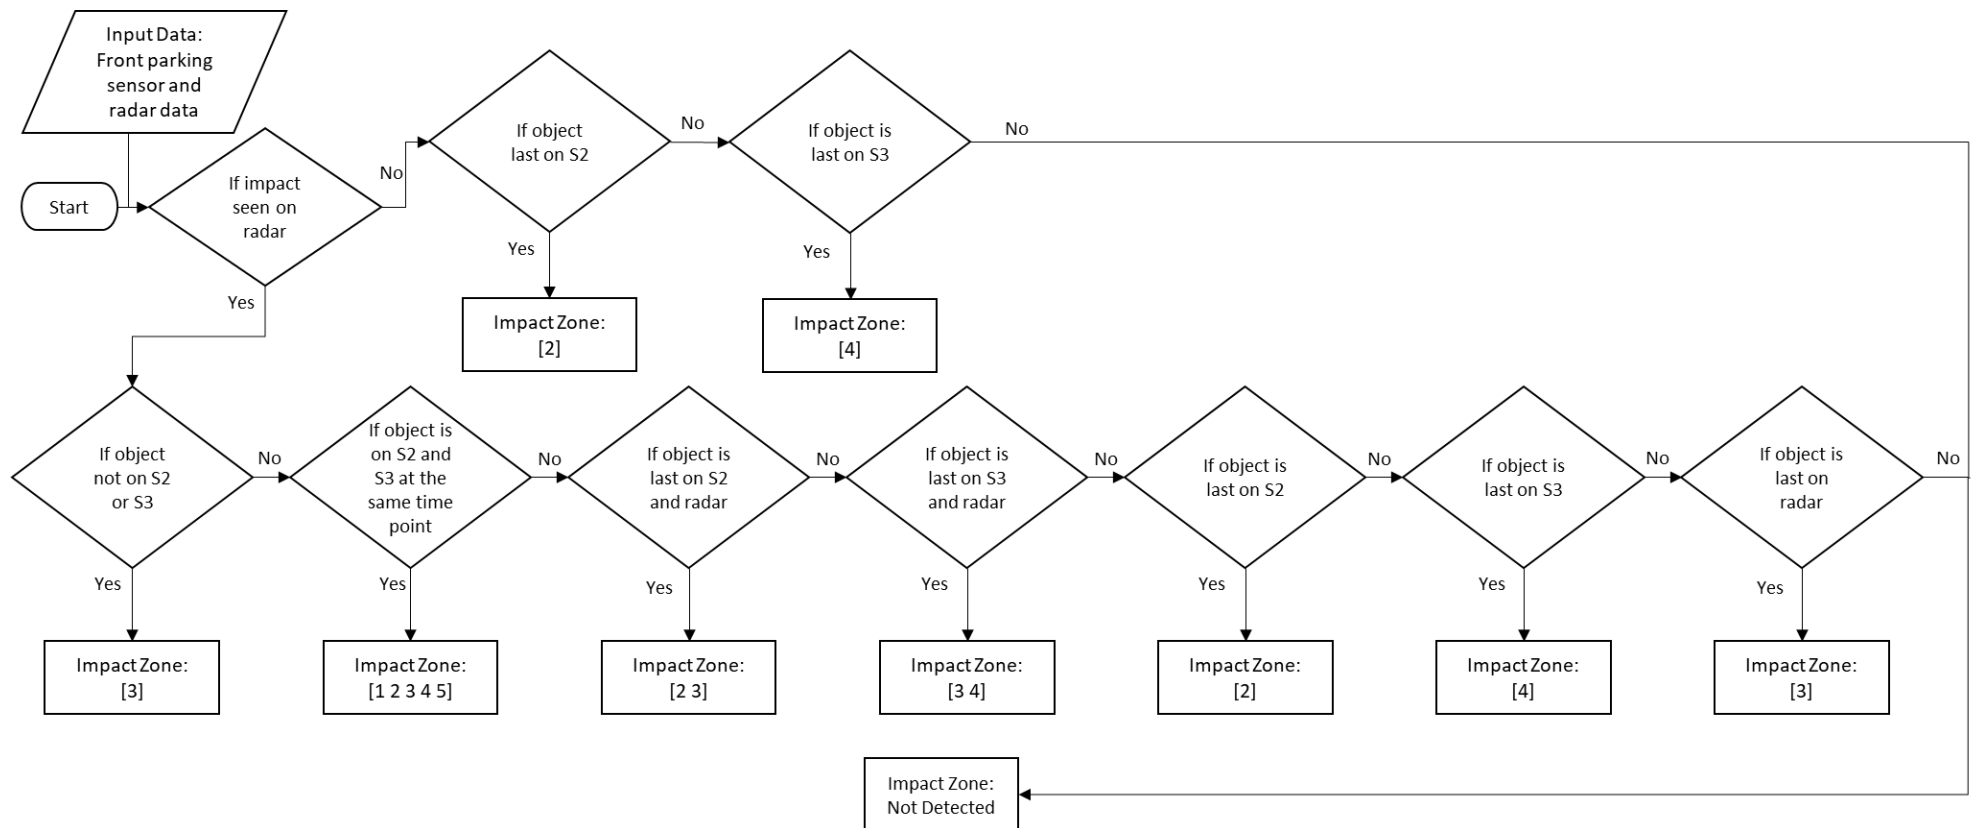 Input Data:
Front parking
sensor and
radar data
Start
If impact
seen on
radar
No
Yes
If object
last on S2
No
Yes
Impact Zone:
[2]
If object is
last on S3
No
Yes
Impact Zone:
[4]
If object
not on S2
or S3
No
Yes
Impact Zone:
[3]
If object is
on S2 and
S3 at the
same time
point
No
Yes
Impact Zone:
[1 2 3 4 5]
If object is
last on S2
and radar
No
Yes
Impact Zone:
[2 3]
If object is
last on S3
and radar
No
Yes
Impact Zone:
[3 4]
If object is
last on S2
No
Yes
Impact Zone:
[2]
If object is
last on S3
No
Yes
Impact Zone:
[4]
If object is
last on
radar
No
Yes
Impact Zone:
[3]
Impact Zone:
Not Detected